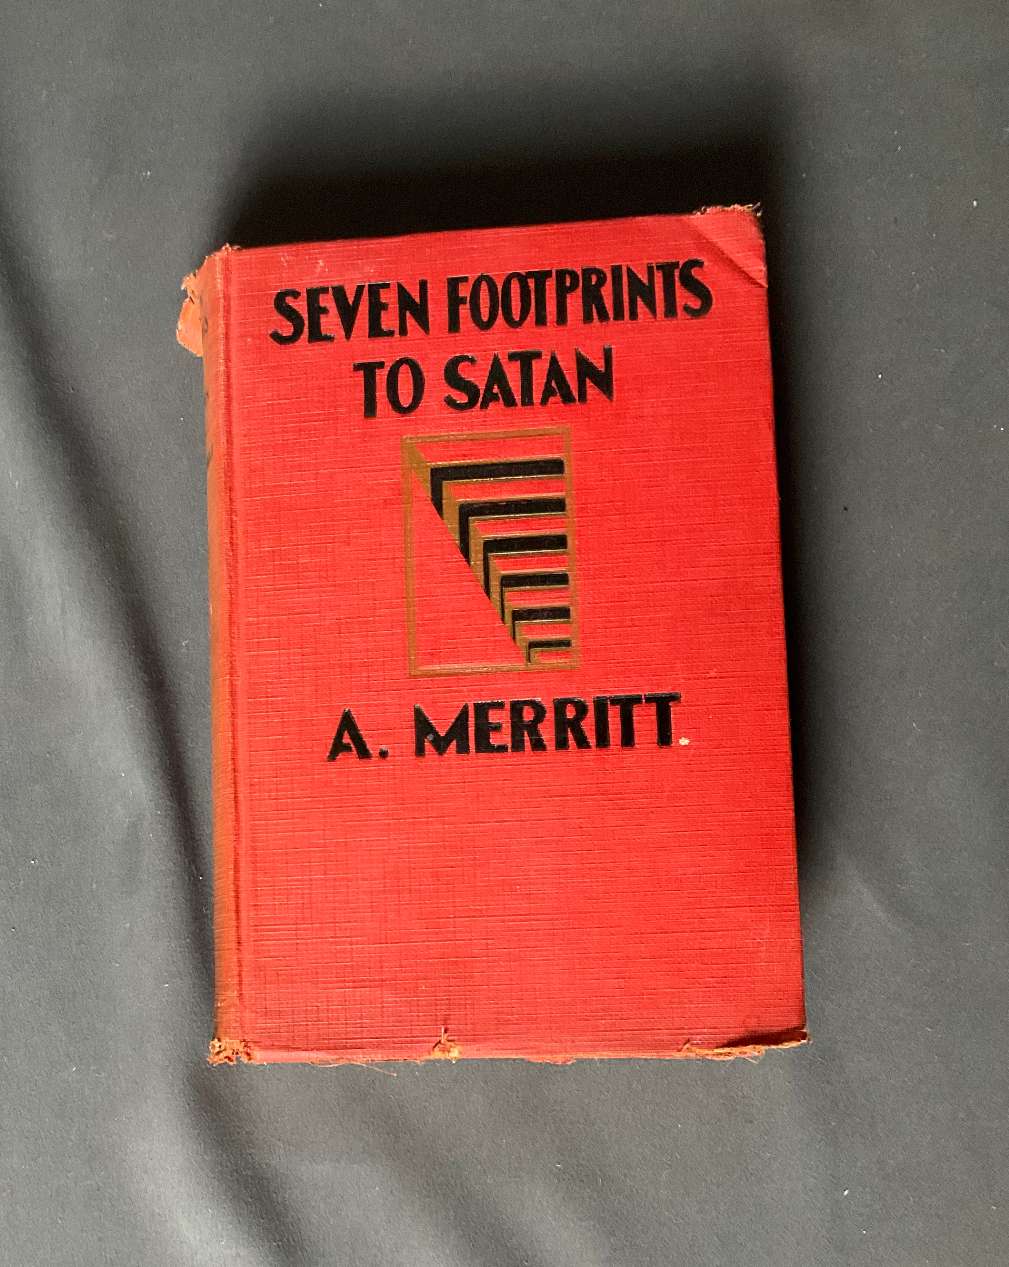 SEVEN FOOTPRINTS
TO SATAN
A. MERRITT